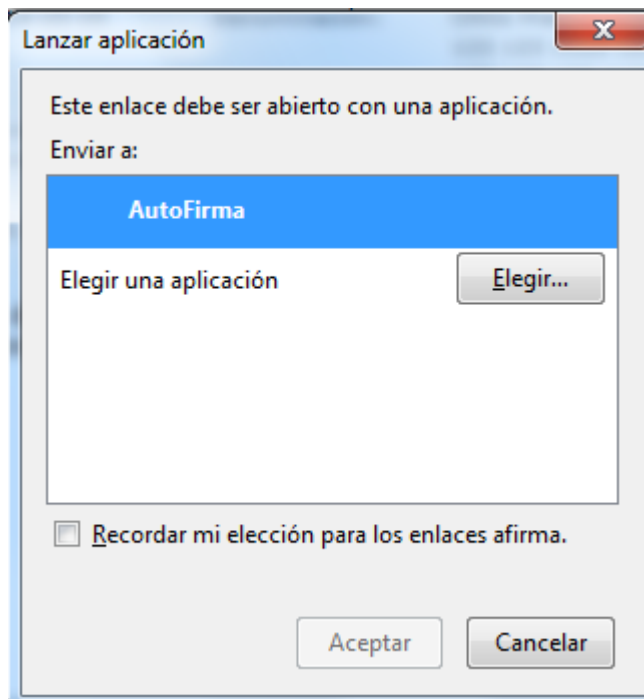 Lanzar aplicación
Este enlace debe ser abierto con una aplicación.
Enviar a:
AutoFirma
Elegir una aplicación
Elegir...
Recordar mi elección para los enlaces afirma.
Aceptar
Cancelar